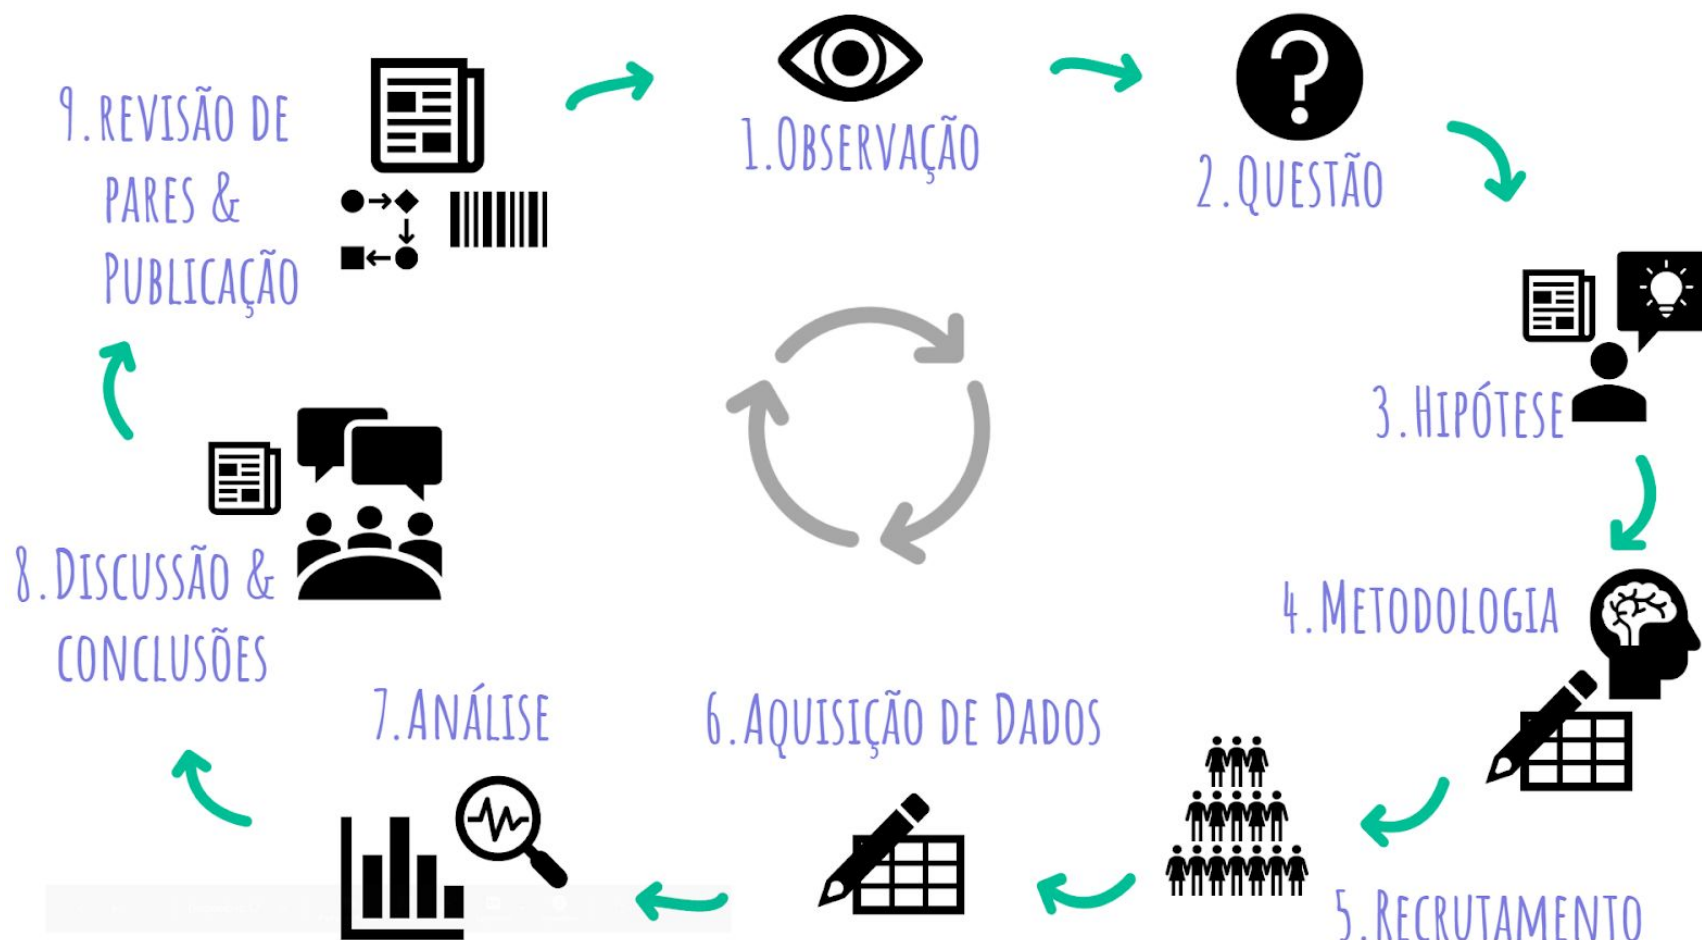 1.Observação
2.Questão
3.Hipótese
4.Metodologia
5.Recrutamento
6.Aquisição de Dados
7.Análise
8.Discussão &
conclusões
9.revisão de
pares &
Publicação